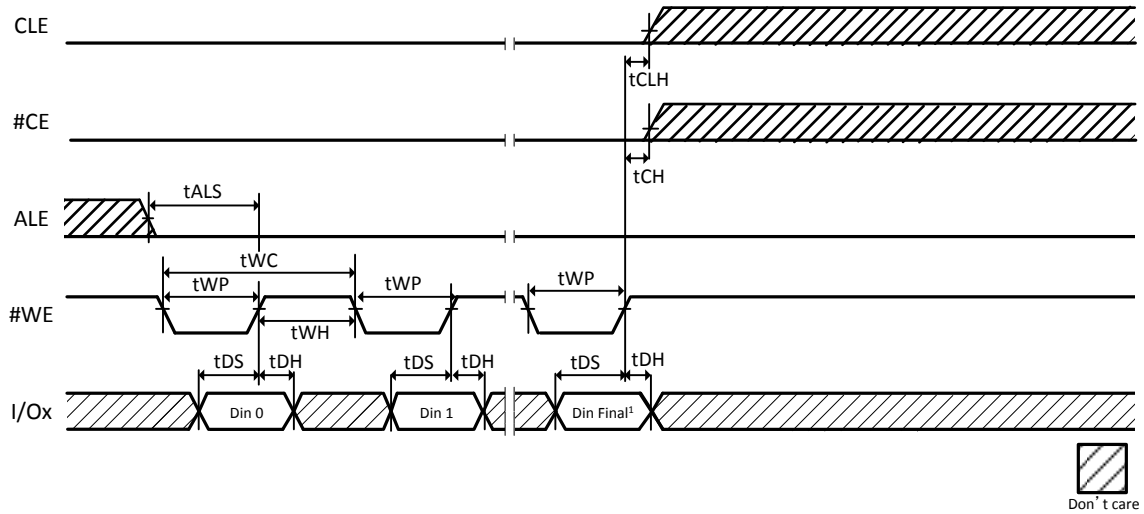 CLE
tCLH
#CE
tCH
tALS
ALE
tWC
tWP tWP tWP
#WE
tWH
tDS tDH tDS tDH tDS tDH
I/Ox Din 0 Din 1 Din Final¹
Don't care